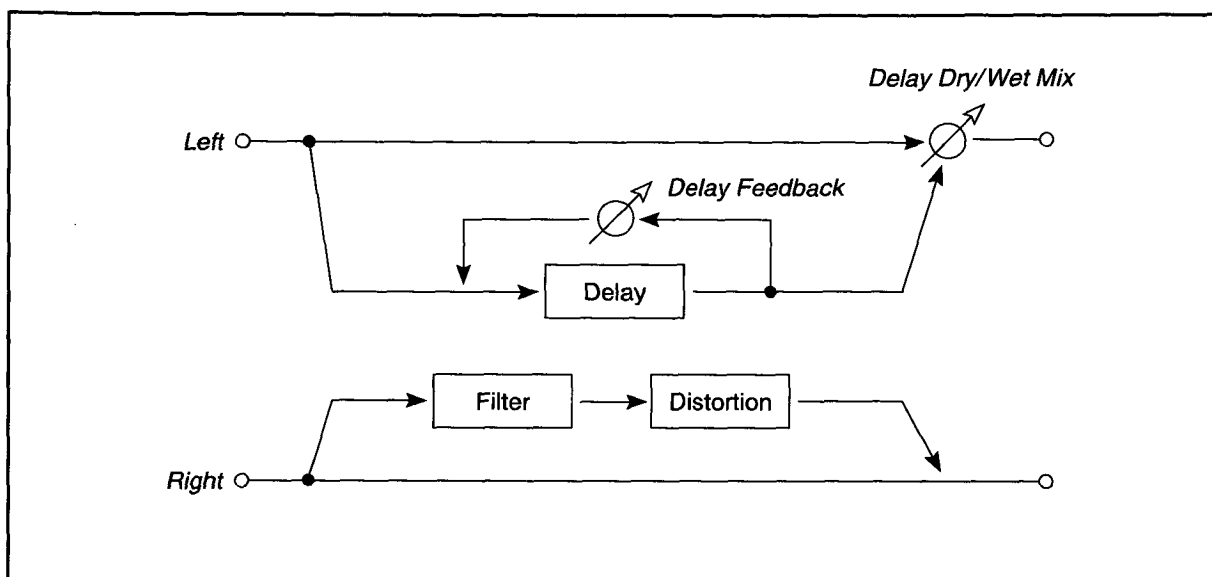 Delay Dry/Wet Mix
Left
Delay Feedback
Delay
Filter
Distortion
Right